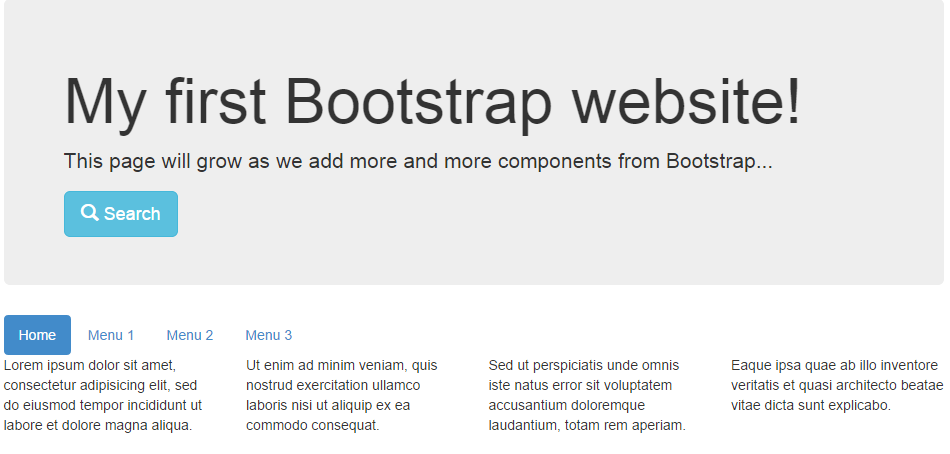 My first Bootstrap website!
This page will grow as we add more and more components from Bootstrap...
Search
Home Menu 1 Menu 2 Menu 3
Lorem ipsum dolor sit amet,
consectetur adipisicing elit, sed
do eiusmod tempor incididunt ut
labore et dolore magna aliqua.
Ut enim ad minim veniam, quis
nostrud exercitation ullamco
laboris nisi ut aliquip ex ea
commodo consequat.
Sed ut perspiciatis unde omnis
iste natus error sit voluptatem
accusantium doloremque
laudantium, totam rem aperiam.
Eaque ipsa quae ab illo inventore
veritatis et quasi architecto beatae
vitae dicta sunt explicabo.